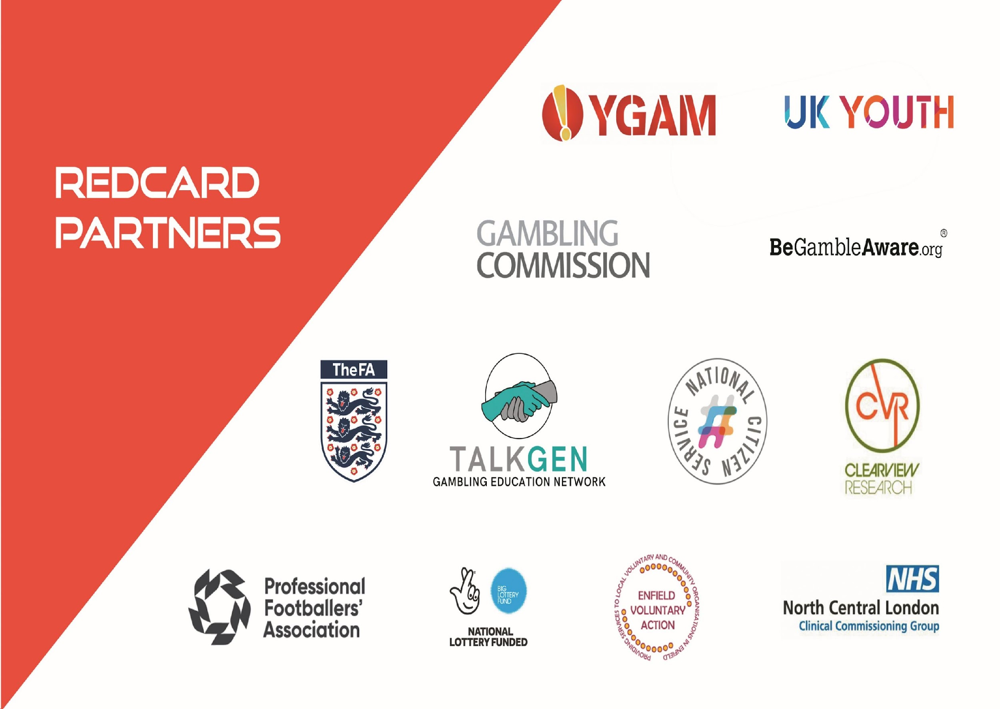 REDCARD
PARTNERS
YGAM
UK YOUTH
GAMBLING
COMMISSION
BeGambleAware.org®
TheFA
TALKGEN
GAMBLING EDUCATION NETWORK
NATIONAL CITIZEN SERVICE
CVR
CLEARVIEW
RESEARCH
Professional
Footballers'
Association
BIG
LOTTERY
FUND
NATIONAL
LOTTERY FUNDED
PROVIDING SERVICES TO LOCAL VOLUNTARY AND COMMUNITY ORGANISATIONS IN ENFIELD
ENFIELD
VOLUNTARY
ACTION
NHS
North Central London
Clinical Commissioning Group